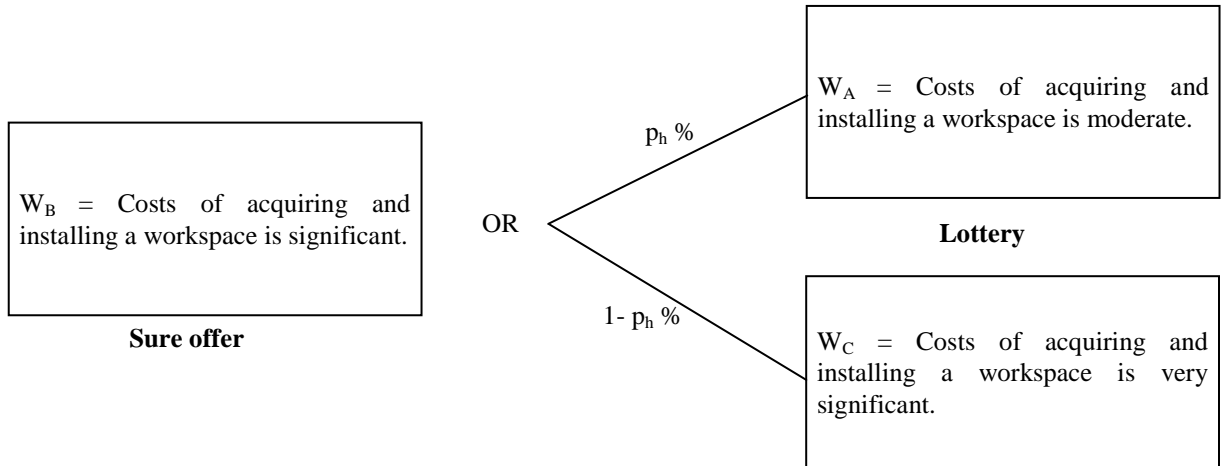 W_B = Costs of acquiring and
installing a workspace is significant.
Sure offer
OR
p_h %
1- p_h %
W_A = Costs of acquiring and
installing a workspace is moderate.
Lottery
W_C = Costs of acquiring and
installing a workspace is very
significant.